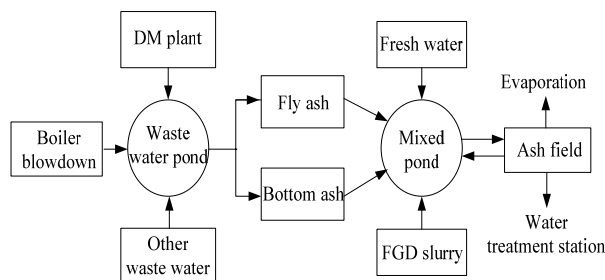 DM plant
Fresh water
Evaporation
Boiler
blowdown
Waste
water pond
Fly ash
Bottom ash
Mixed
pond
Ash field
Other
waste water
FGD slurry
Water
treatment station